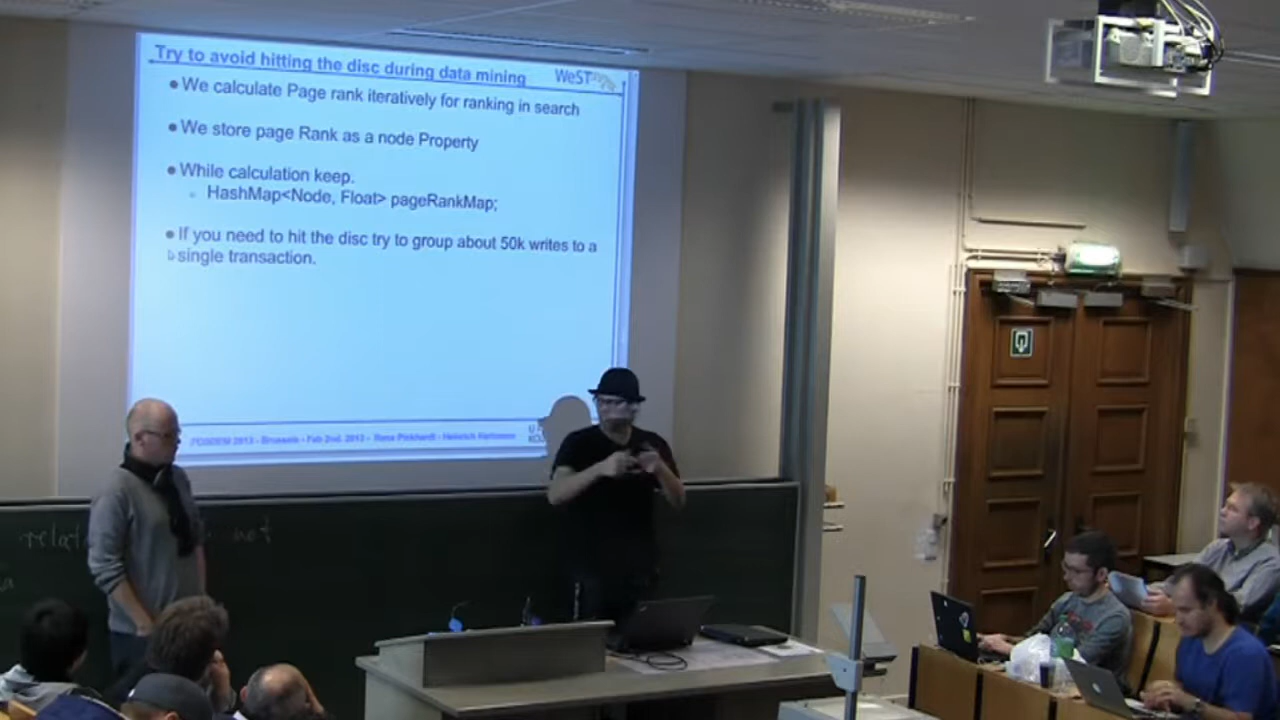 Try to avoid hitting the disc during data mining
WeST
We calculate Page rank iteratively for ranking in search
We store page Rank as a node Property
While calculation keep.
HashMap<Node, Float> pageRankMap;
If you need to hit the disc try to group about 50k writes to a
single transaction.
FOSDEM 2013 - Brussels - Feb 2nd. 2013 - Rene Pickhardt - Heinrich Hartmann
not